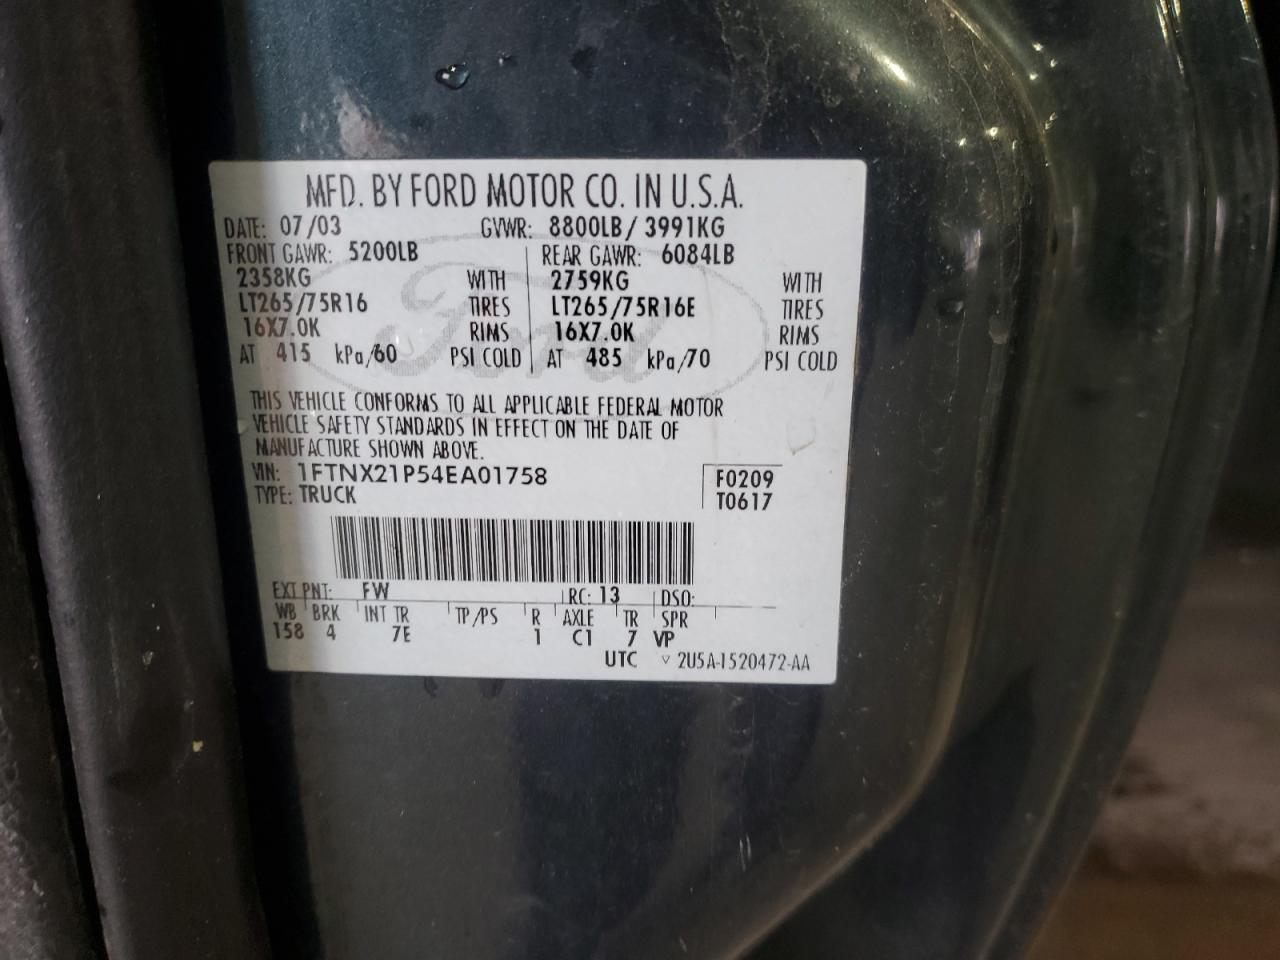 MFD. BY FORD MOTOR CO. IN U.S.A.
DATE: 07/03 GVWR: 8800LB/ 3991KG
FRONT GAWR: 5200LB REAR GAWR: 6084LB
2358KG WITH 2759KG WITH
LT265/75R16 TIRES LT265/75R16E TIRES
16X7.0K RIMS 16X7.0K RIMS
AT 415 kPa/60 PSI COLD AT 485 kPa/70 PSI COLD
Ford
THIS VEHICLE CONFORMS TO ALL APPLICABLE FEDERAL MOTOR
VEHICLE SAFETY STANDARDS IN EFFECT ON THE DATE OF
MANUFACTURE SHOWN ABOVE.
VIN: 1FTNX21P54EA01758 F0209
TYPE: TRUCK T0617
EXT PNT: FW RC: 13 DSO:
WB BRK INT TR TP/PS R AXLE TR SPR
158 4 7E 1 C1 7 VP
UTC ▽ 2U5A-1520472-AA